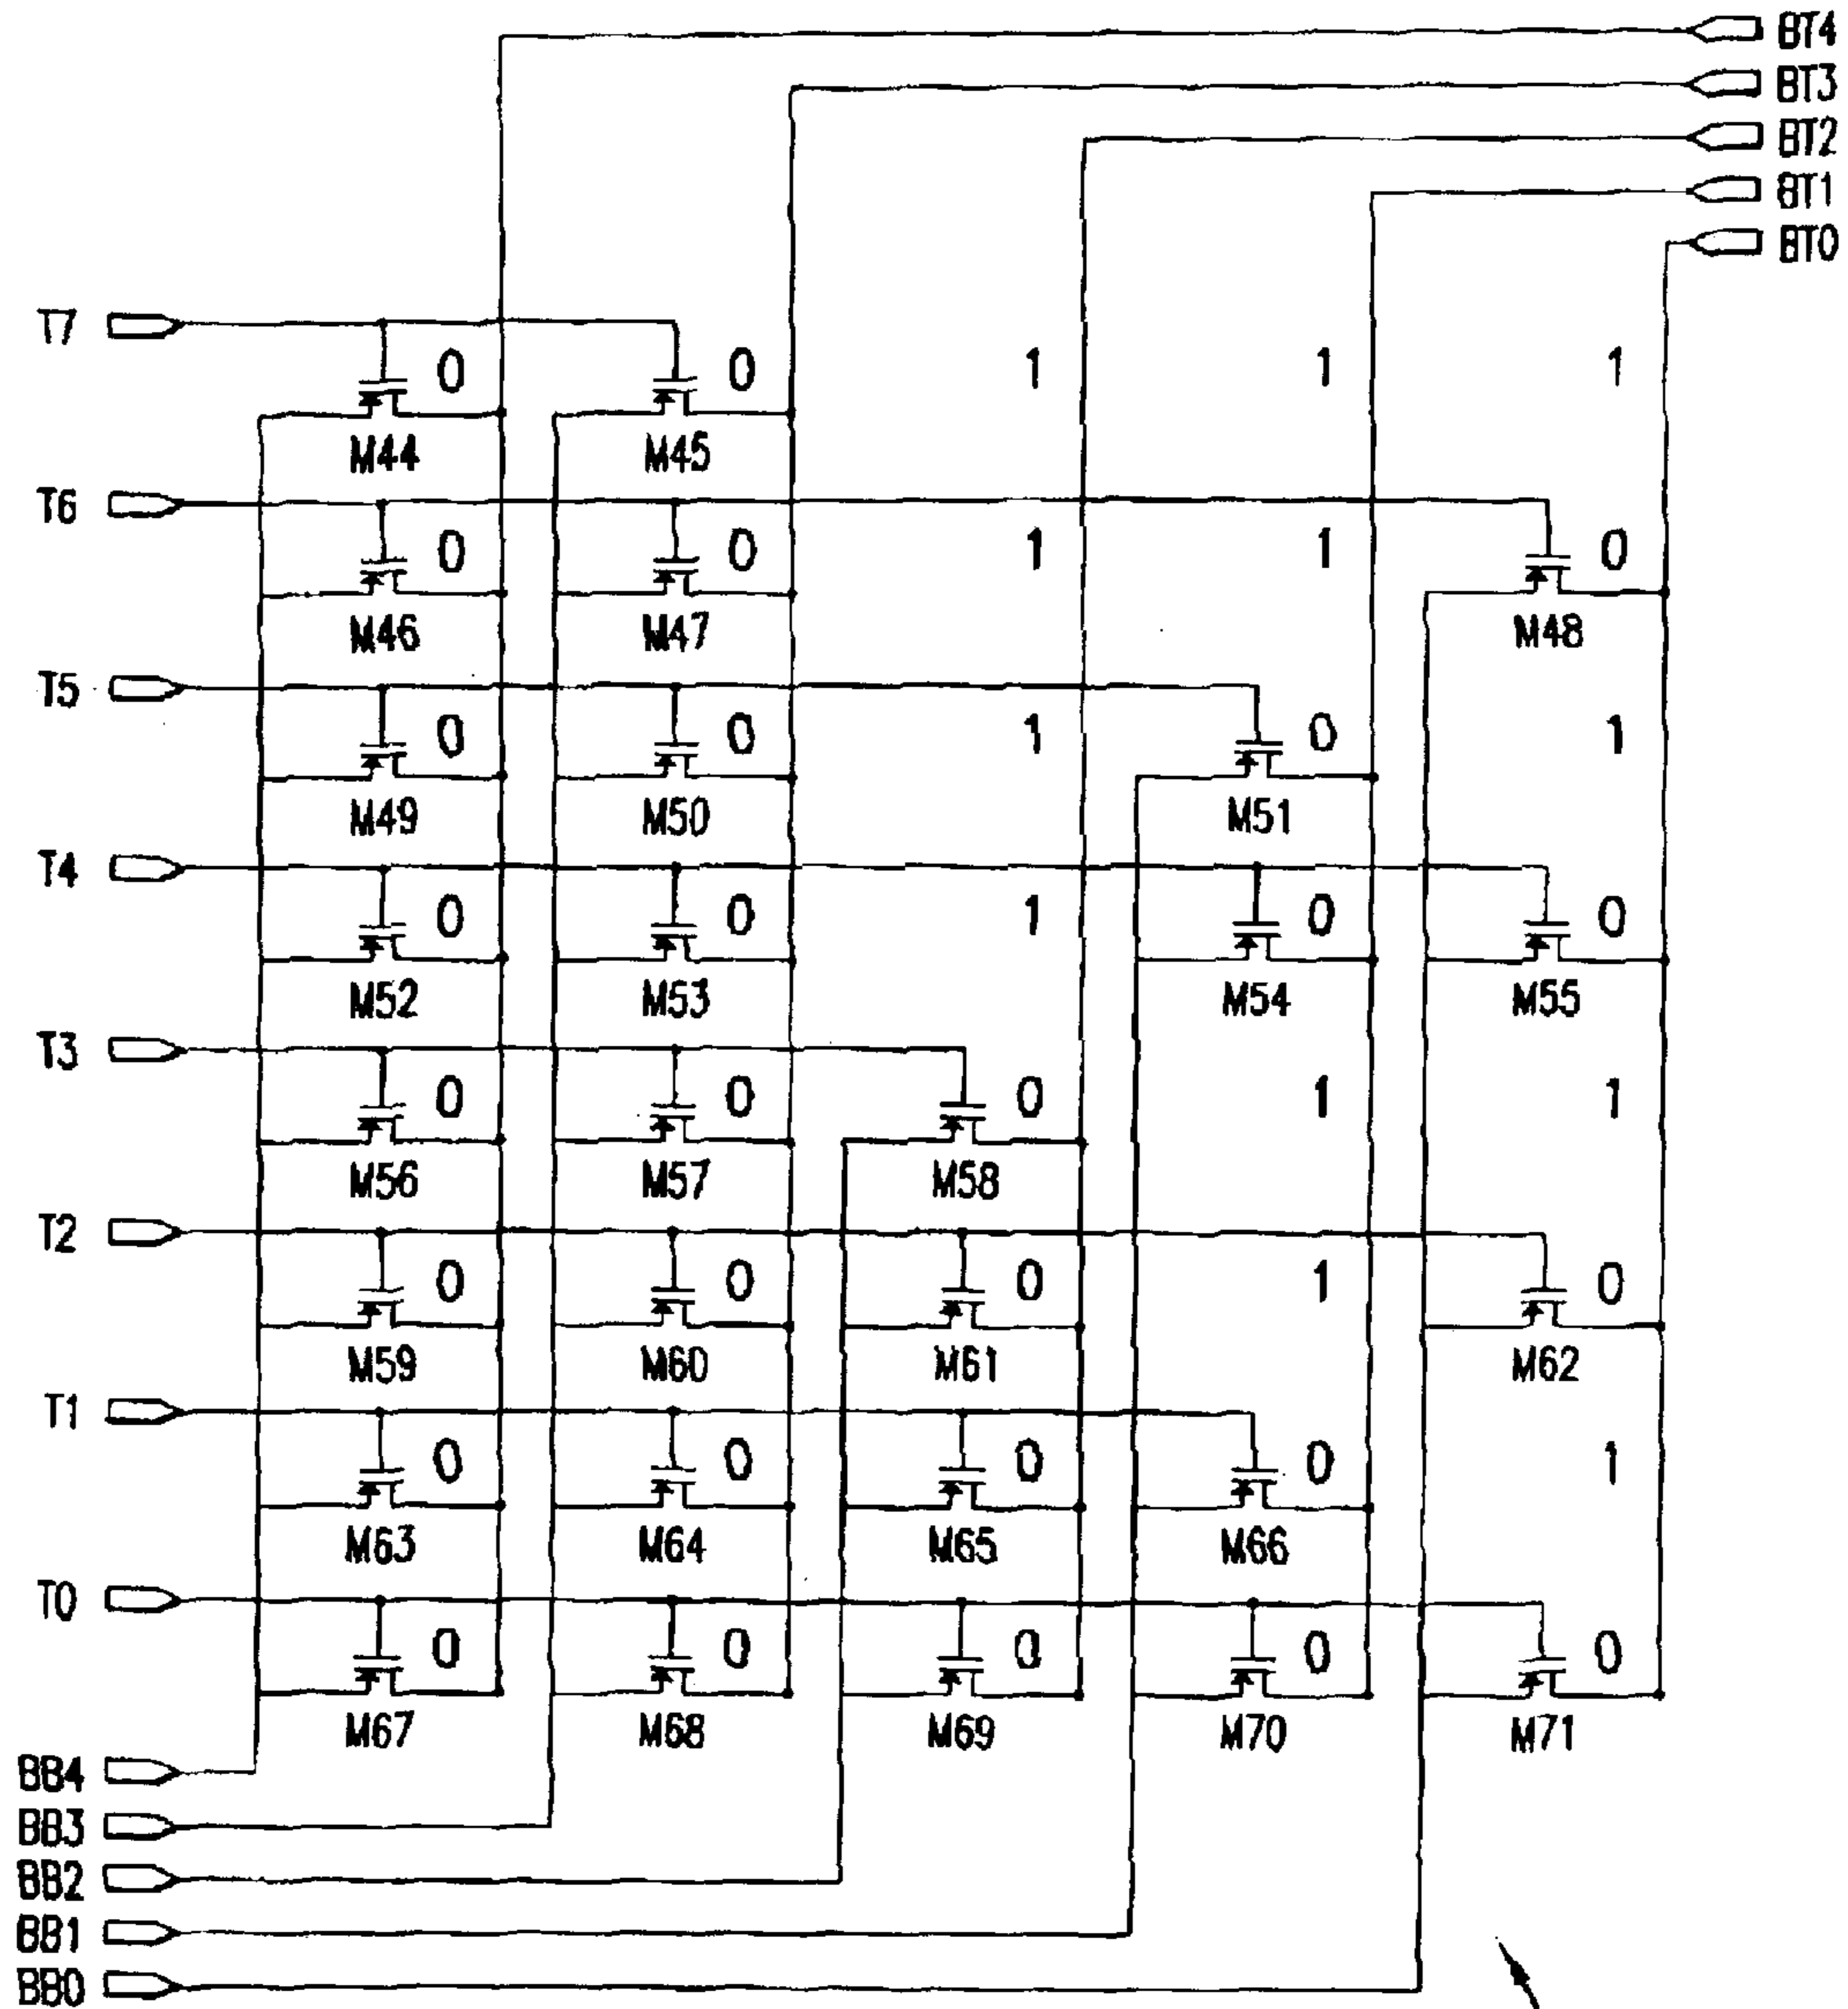 BT4
BT3
BT2
BT1
BT0
T7
0 0 1 1 1
M44 M45
T6
0 0 1 1 0
M46 M47 M48
T5
0 0 1 0 1
M49 M50 M51
T4
0 0 1 0 0
M52 M53 M54 M55
T3
0 0 0 1 1
M56 M57 M58
T2
0 0 0 1 0
M59 M60 M61 M62
T1
0 0 0 0 1
M63 M64 M65 M66
T0
0 0 0 0 0
M67 M68 M69 M70 M71
BB4
BB3
BB2
BB1
BB0